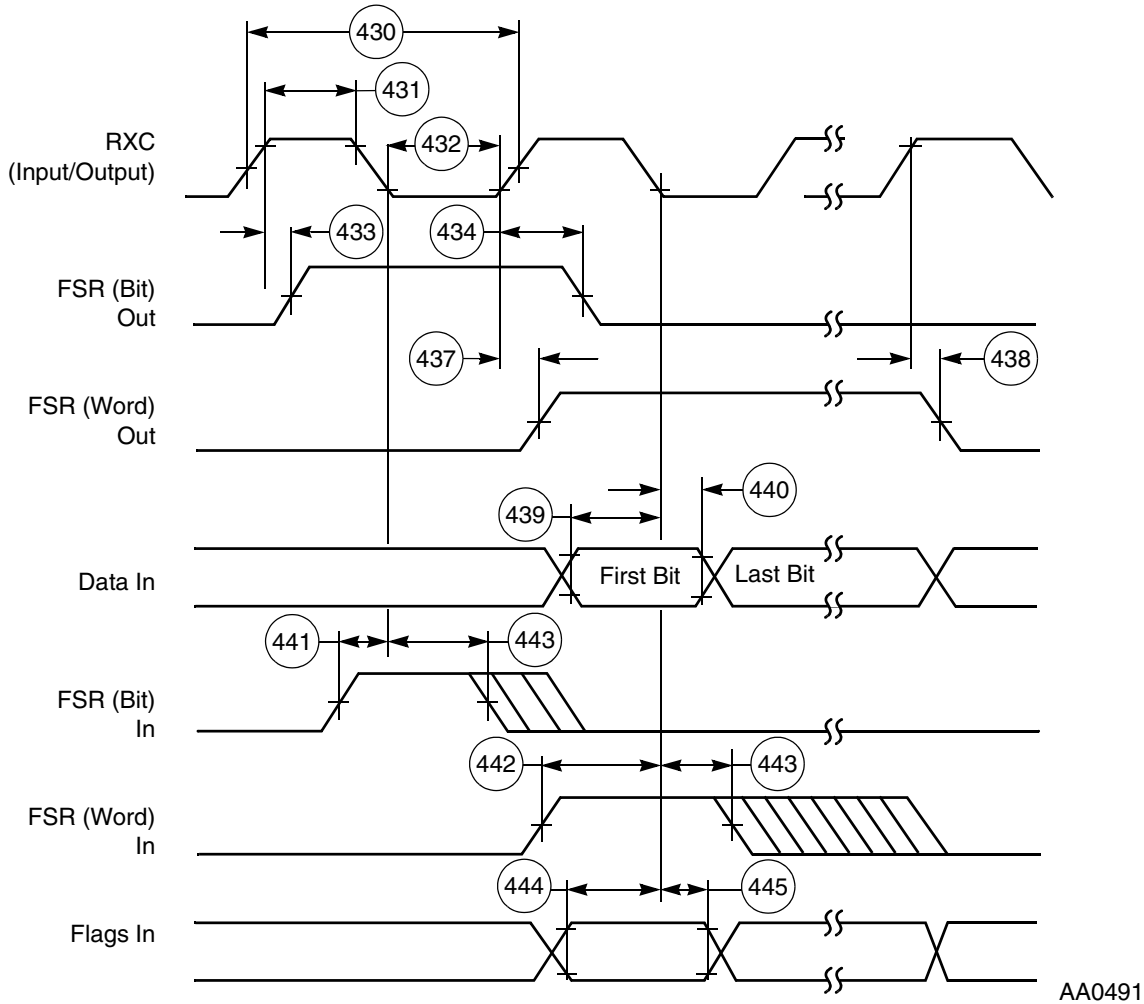 430
431
RXC
(Input/Output)
432
433
434
FSR (Bit)
Out
437
438
FSR (Word)
Out
439
440
Data In
First Bit
Last Bit
441
443
FSR (Bit)
In
442
443
FSR (Word)
In
444
445
Flags In
AA0491